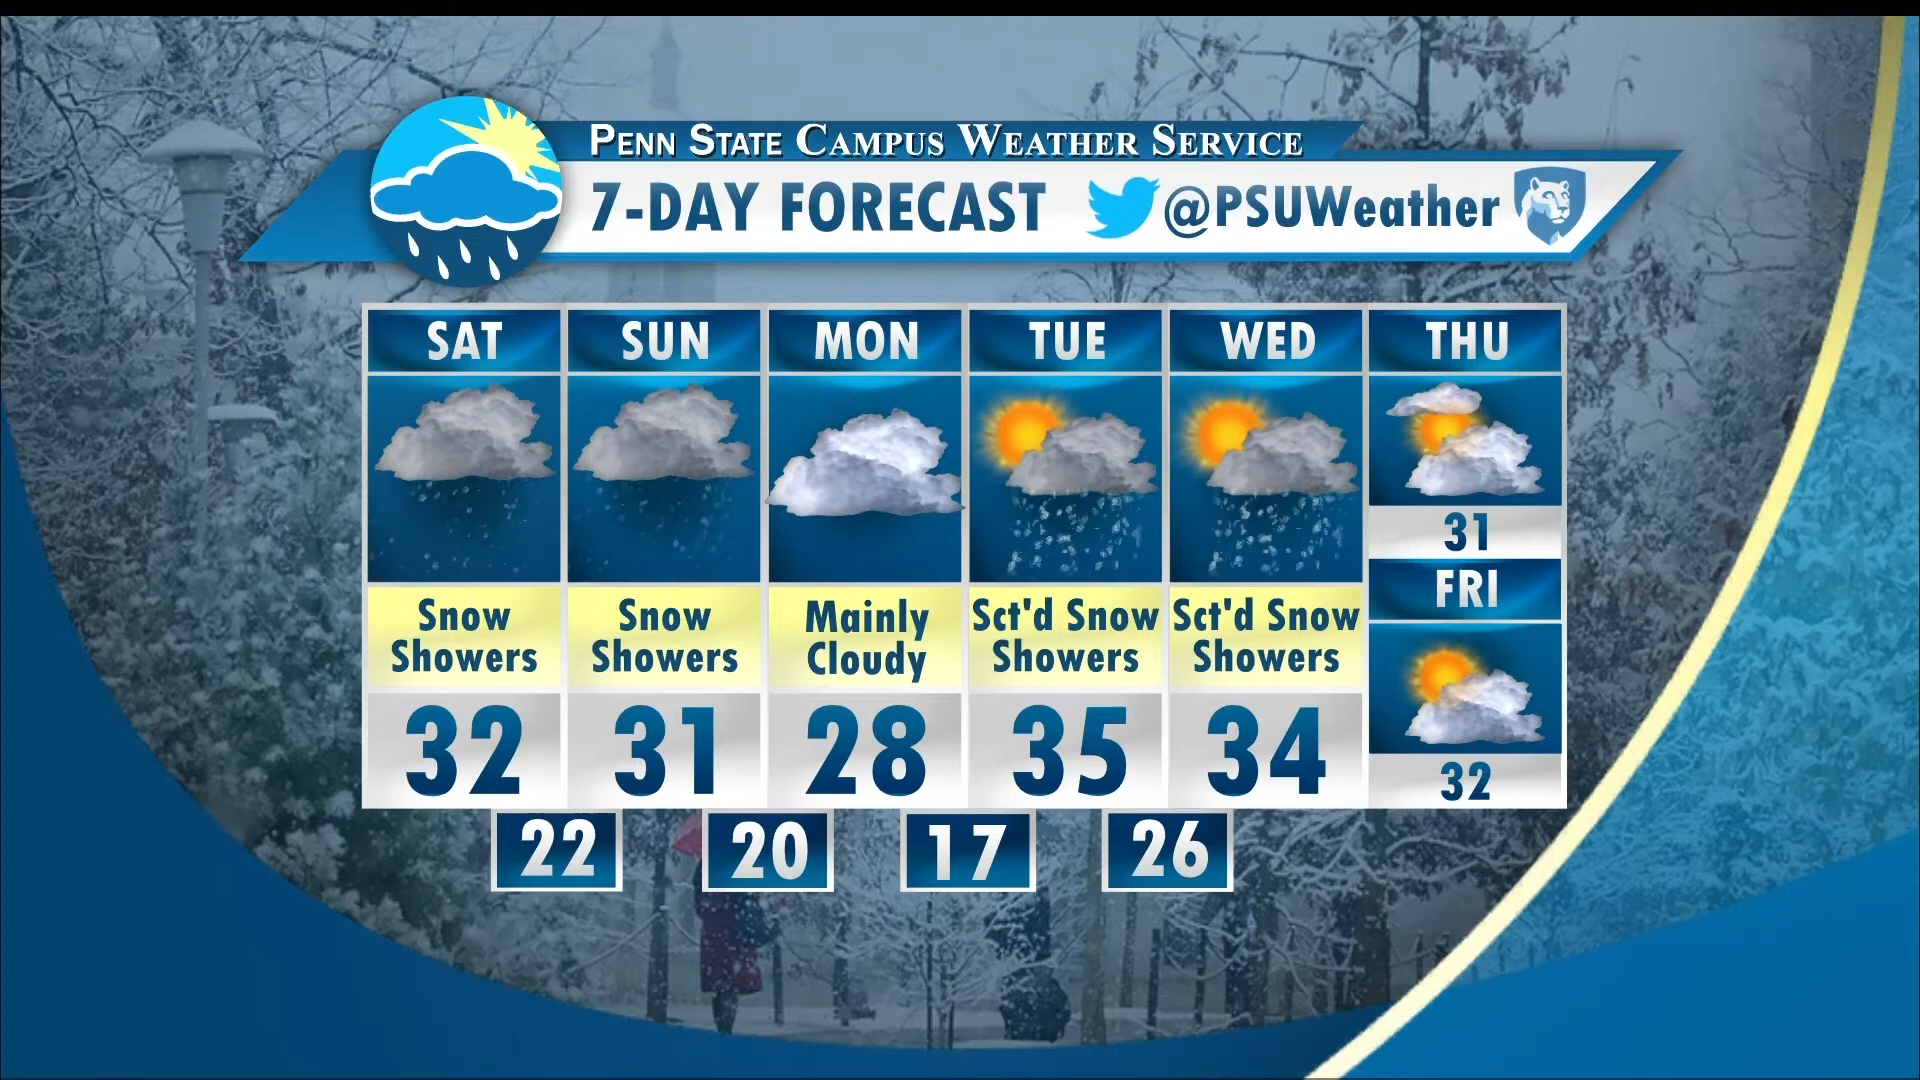 PENN STATE CAMPUS WEATHER SERVICE
7-DAY FORECAST @PSUWeather
SAT SUN MON TUE WED THU
31
FRI
Snow Showers
Snow Showers
Mainly Cloudy
Sct'd Snow Showers
Sct'd Snow Showers
32 31 28 35 34
32
22 20 17 26